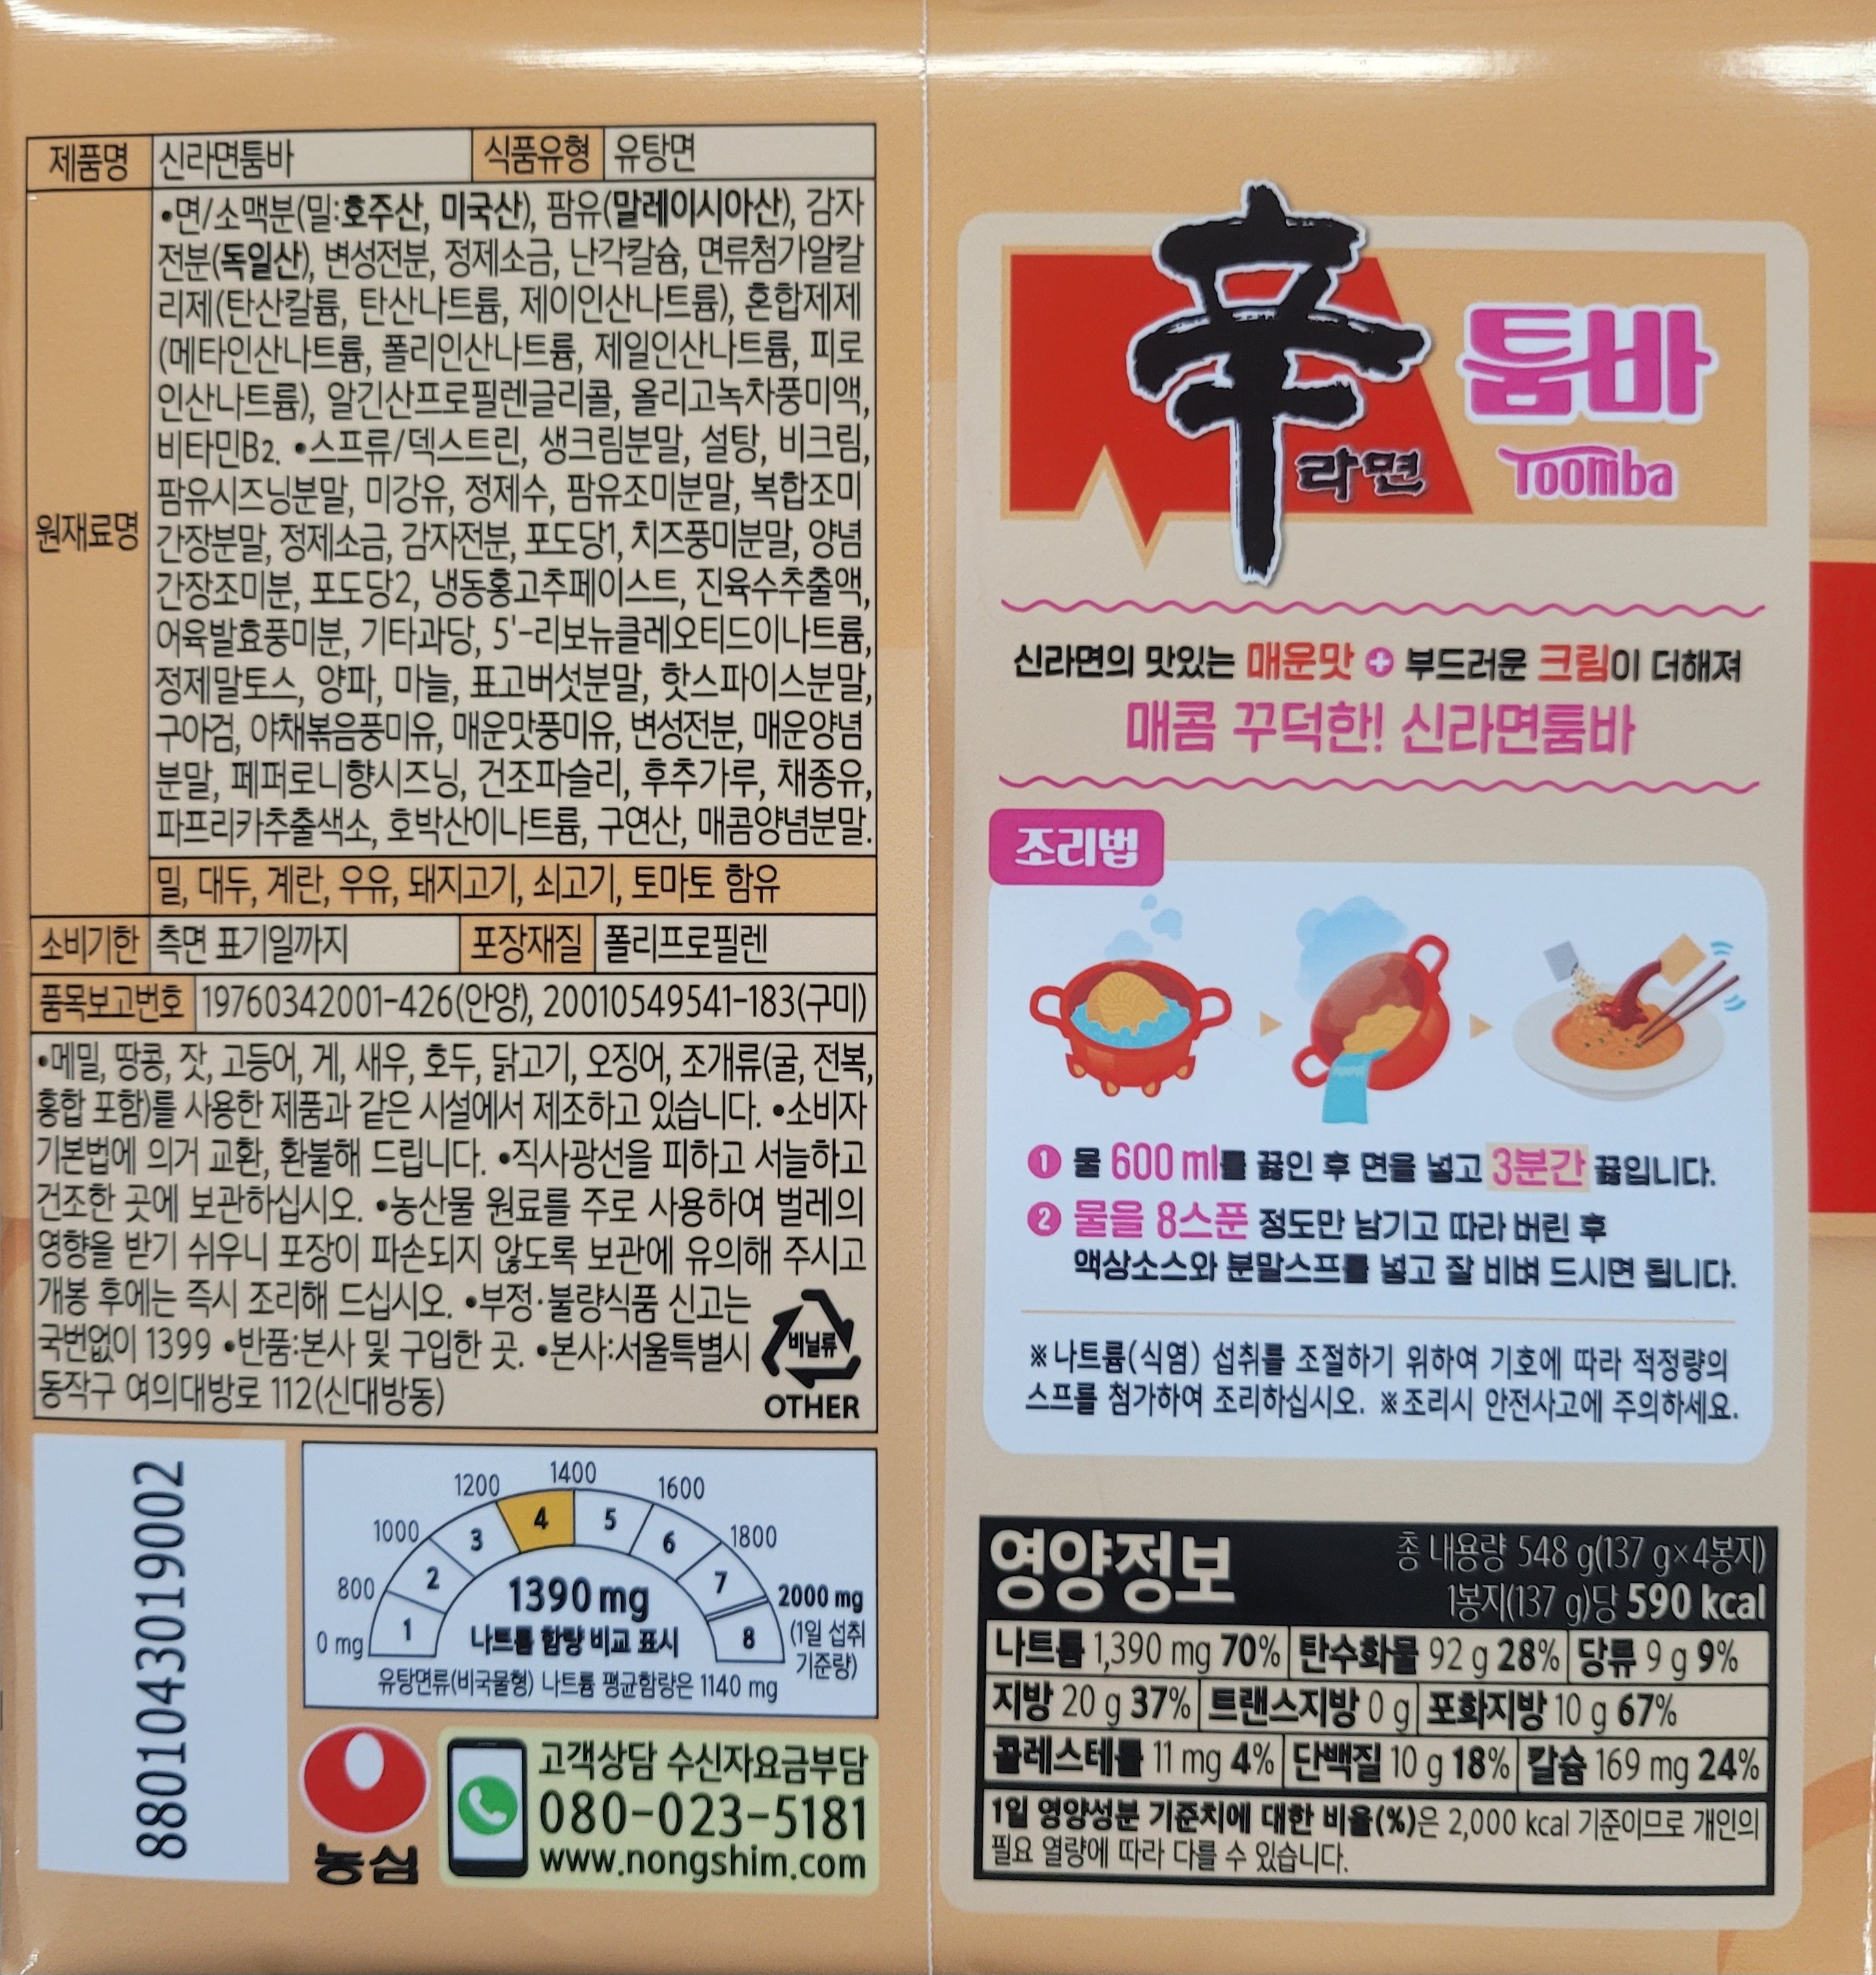 제품명 신라면툼바 식품유형 유탕면
원재료명
•면/소맥분(밀:호주산, 미국산), 팜유(말레이시아산), 감자
전분(독일산), 변성전분, 정제소금, 난각칼슘, 면류첨가알칼
리제(탄산칼륨, 탄산나트륨, 제이인산나트륨), 혼합제제
(메타인산나트륨, 폴리인산나트륨, 제일인산나트륨, 피로
인산나트륨), 알긴산프로필렌글리콜, 올리고녹차풍미액,
비타민B2. •스프류/덱스트린, 생크림분말, 설탕, 비크림,
팜유시즈닝분말, 미강유, 정제수, 팜유조미분말, 복합조미
간장분말, 정제소금, 감자전분, 포도당1, 치즈풍미분말, 양념
간장조미분, 포도당2, 냉동홍고추페이스트, 진육수추출액,
어육발효풍미분, 기타과당, 5'-리보뉴클레오티드이나트륨,
정제말토스, 양파, 마늘, 표고버섯분말, 핫스파이스분말,
구아검, 야채볶음풍미유, 매운맛풍미유, 변성전분, 매운양념
분말, 페퍼로니향시즈닝, 건조파슬리, 후추가루, 채종유,
파프리카추출색소, 호박산이나트륨, 구연산, 매콤양념분말.
밀, 대두, 계란, 우유, 돼지고기, 쇠고기, 토마토 함유
소비기한 측면 표기일까지 포장재질 폴리프로필렌
품목보고번호 19760342001-426(안양), 20010549541-183(구미)
•메밀, 땅콩, 잣, 고등어, 게, 새우, 호두, 닭고기, 오징어, 조개류(굴, 전복,
홍합 포함)를 사용한 제품과 같은 시설에서 제조하고 있습니다. •소비자
기본법에 의거 교환, 환불해 드립니다. •직사광선을 피하고 서늘하고
건조한 곳에 보관하십시오. •농산물 원료를 주로 사용하여 벌레의
영향을 받기 쉬우니 포장이 파손되지 않도록 보관에 유의해 주시고
개봉 후에는 즉시 조리해 드십시오. •부정·불량식품 신고는
국번없이 1399 •반품:본사 및 구입한 곳. •본사:서울특별시
동작구 여의대방로 112(신대방동)
비닐류
OTHER
8801043019002
0 mg 800 1000 1200 1400 1600 1800 2000 mg
(1일 섭취
기준량)
1 2 3 4 5 6 7 8
1390 mg
나트륨 함량 비교 표시
유탕면류(비국물형) 나트륨 평균함량은 1140 mg
농심
고객상담 수신자요금부담
080-023-5181
www.nongshim.com
辛라면
툼바
Toomba
신라면의 맛있는 매운맛 + 부드러운 크림이 더해져
매콤 꾸덕한! 신라면툼바
조리법
❶ 물 600 ml를 끓인 후 면을 넣고 3분간 끓입니다.
❷ 물을 8스푼 정도만 남기고 따라 버린 후
액상소스와 분말스프를 넣고 잘 비벼 드시면 됩니다.
※나트륨(식염) 섭취를 조절하기 위하여 기호에 따라 적정량의
스프를 첨가하여 조리하십시오. ※조리시 안전사고에 주의하세요.
영양정보
총 내용량 548 g(137 g×4봉지)
1봉지(137 g)당 590 kcal
나트륨 1,390 mg 70% 탄수화물 92 g 28% 당류 9 g 9%
지방 20 g 37% 트랜스지방 0 g 포화지방 10 g 67%
콜레스테롤 11 mg 4% 단백질 10 g 18% 칼슘 169 mg 24%
1일 영양성분 기준치에 대한 비율(%)은 2,000 kcal 기준이므로 개인의
필요 열량에 따라 다를 수 있습니다.